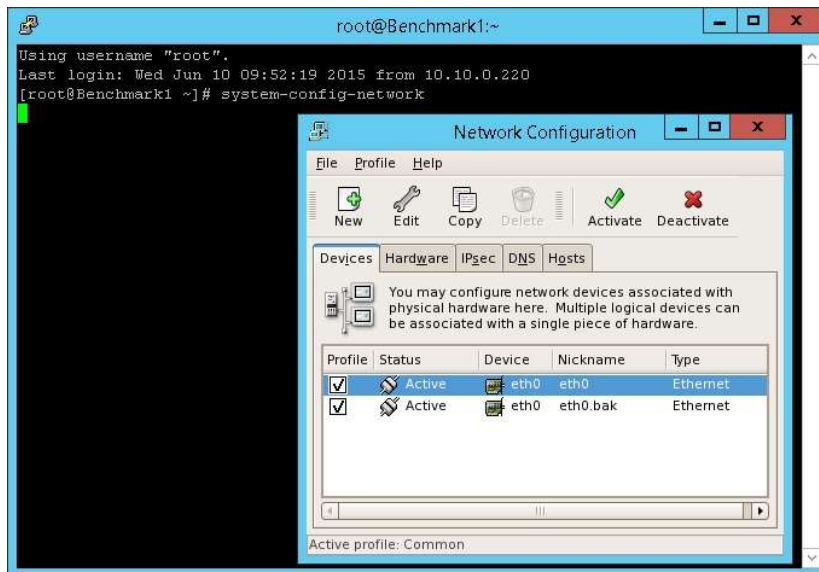 root@Benchmark1:~
Using username "root".
Last login: Wed Jun 10 09:52:19 2015 from 10.10.0.220
[root@Benchmark1 ~]# system-config-network
Network Configuration
File Profile Help
New Edit Copy Delete Activate Deactivate
Devices Hardware IPsec DNS Hosts
You may configure network devices associated with
physical hardware here. Multiple logical devices can
be associated with a single piece of hardware.
Profile Status Device Nickname Type
Active eth0 eth0 Ethernet
Active eth0 eth0.bak Ethernet
Active profile: Common